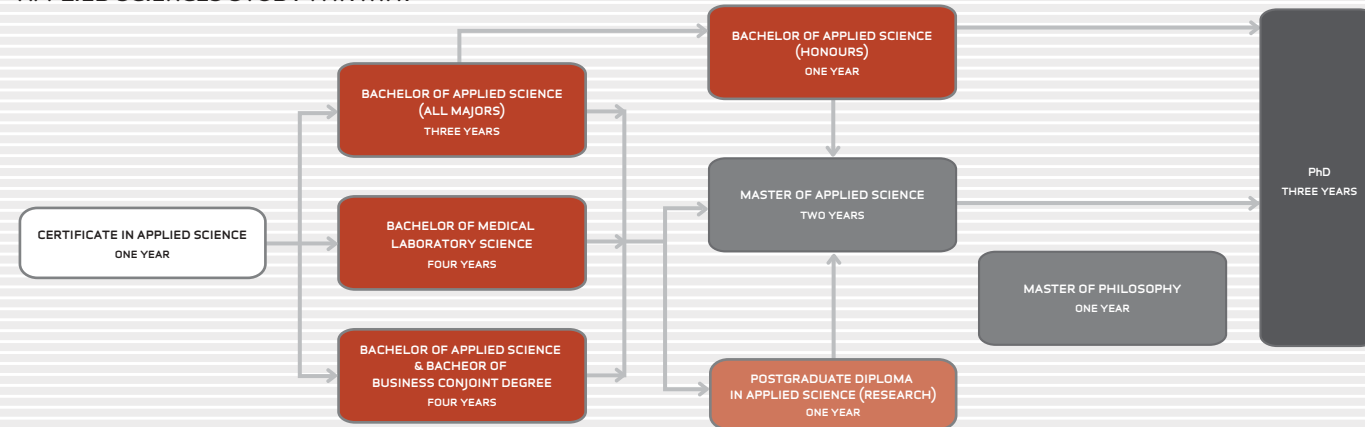 CERTIFICATE IN APPLIED SCIENCE
ONE YEAR
BACHELOR OF APPLIED SCIENCE
(ALL MAJORS)
THREE YEARS
BACHELOR OF MEDICAL
LABORATORY SCIENCE
FOUR YEARS
BACHELOR OF APPLIED SCIENCE
& BACHEOR OF
BUSINESS CONJOINT DEGREE
FOUR YEARS
BACHELOR OF APPLIED SCIENCE
(HONOURS)
ONE YEAR
MASTER OF APPLIED SCIENCE
TWO YEARS
POSTGRADUATE DIPLOMA
IN APPLIED SCIENCE (RESEARCH)
ONE YEAR
MASTER OF PHILOSOPHY
ONE YEAR
PhD
THREE YEARS